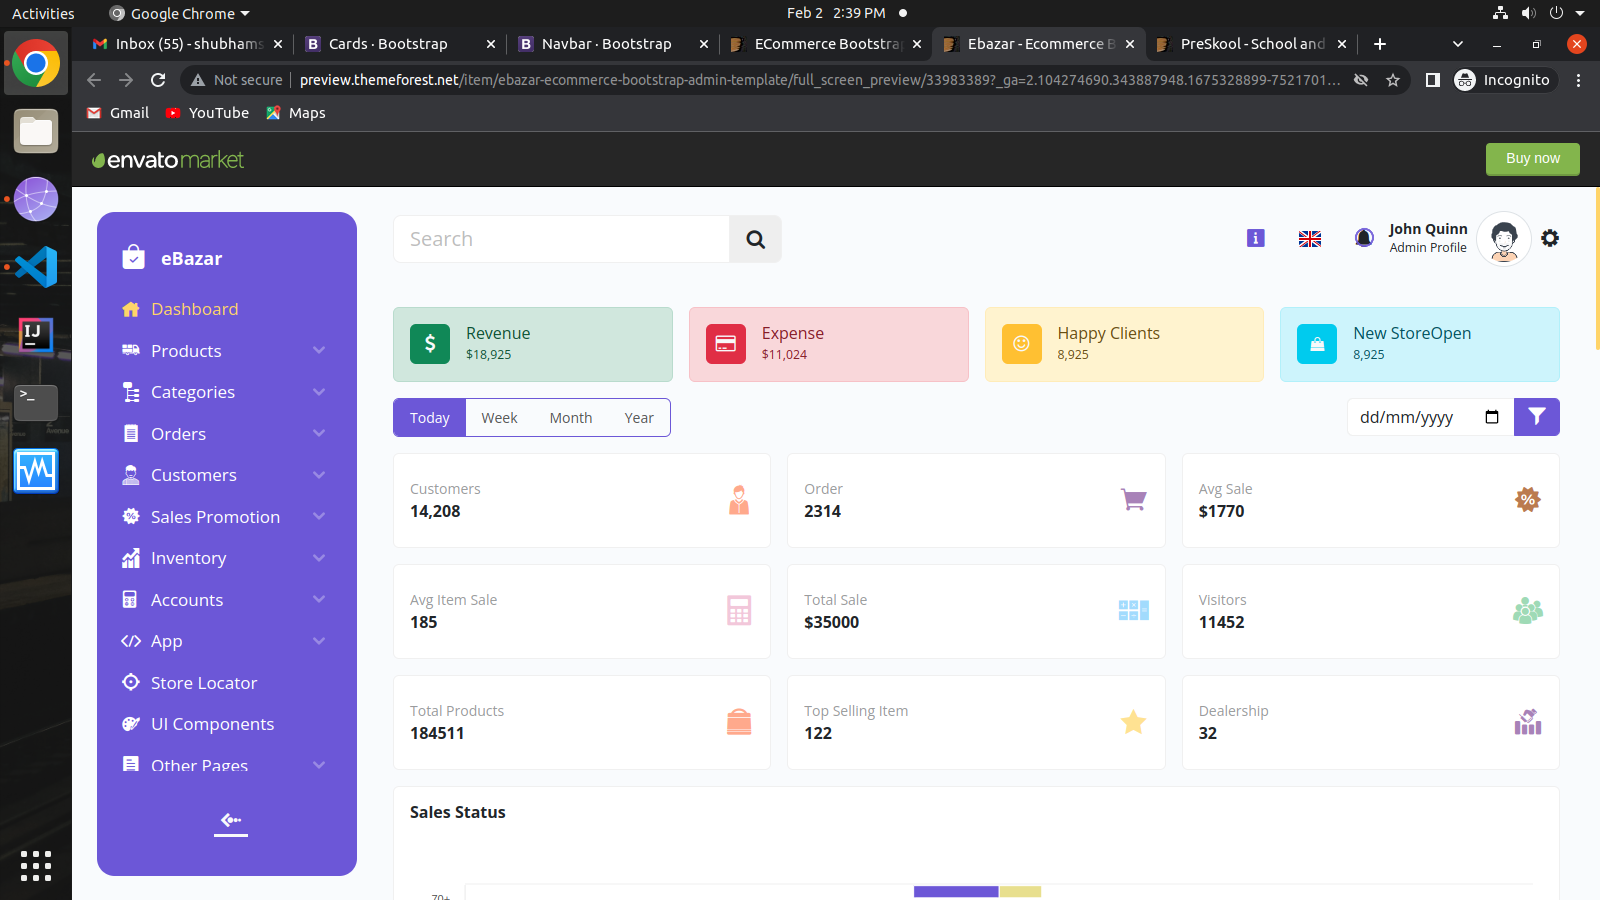 Activities Google Chrome Feb 2 2:39 PM
Inbox (55) - shubhams Cards · Bootstrap Navbar · Bootstrap ECommerce Bootstra Ebazar - Ecommerce B PreSkool - School and
Not secure preview.themeforest.net/item/ebazar-ecommerce-bootstrap-admin-template/full_screen_preview/33983389?_ga=2.104274690.343887948.1675328899-7521701... Incognito
Gmail YouTube Maps
envato market Buy now
eBazar
Dashboard
Products
Categories
Orders
Customers
Sales Promotion
Inventory
Accounts
App
Store Locator
UI Components
Other Pages
Search
John Quinn
Admin Profile
Revenue
$18,925
Expense
$11,024
Happy Clients
8,925
New StoreOpen
8,925
Today Week Month Year dd/mm/yyyy
Customers
14,208
Order
2314
Avg Sale
$1770
Avg Item Sale
185
Total Sale
$35000
Visitors
11452
Total Products
184511
Top Selling Item
122
Dealership
32
Sales Status